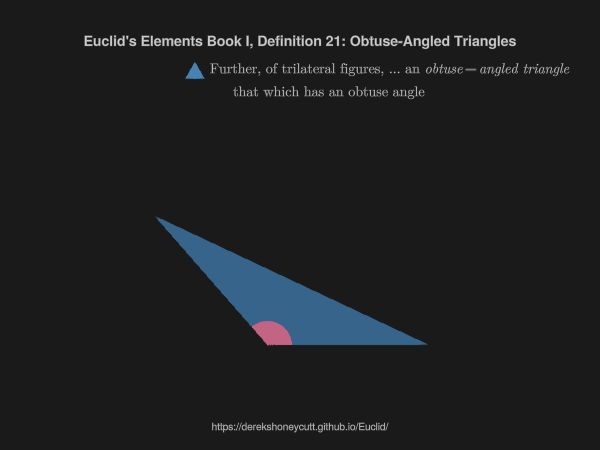 Euclid's Elements Book I, Definition 21: Obtuse-Angled Triangles
Further, of trilateral figures, ... an obtuse−angled triangle
that which has an obtuse angle
https://derekshoneycutt.github.io/Euclid/